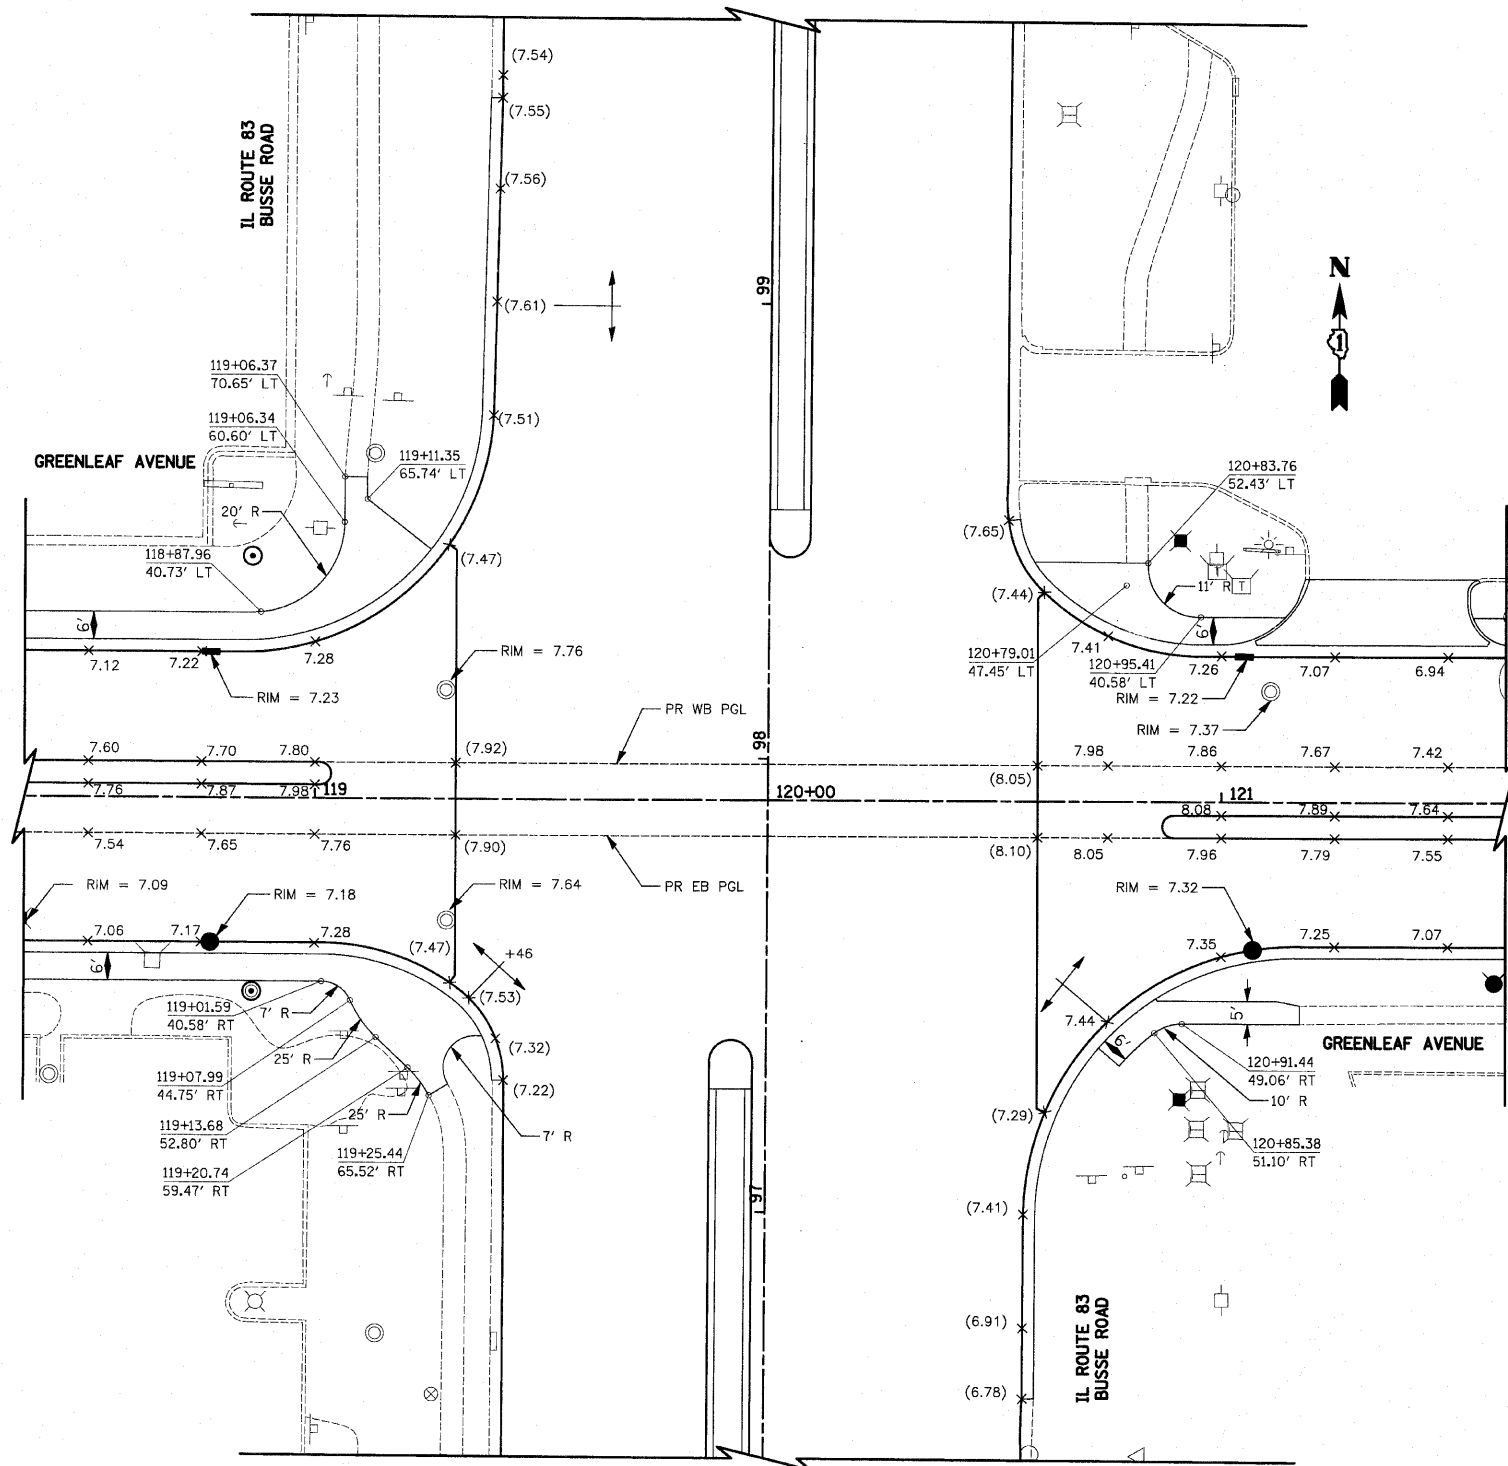 (7.54)
(7.55)
IL ROUTE 83
BUSSE ROAD
(7.56)
(7.61)
99
N
1
119+06.37
70.65' LT
(7.51)
119+06.34
60.60' LT
GREENLEAF AVENUE
119+11.35
65.74' LT
120+83.76
52.43' LT
20' R
(7.65)
118+87.96
40.73' LT
(7.47)
T
T
11' R
(7.44)
6'
6'
7.12
7.22
7.28
RIM = 7.76
7.41
120+79.01
47.45' LT
120+95.41
40.58' LT
7.26
7.07
6.94
RIM = 7.23
RIM = 7.22
PR WB PGL
RIM = 7.37
98
7.60
7.70
7.80
(7.92)
7.98
7.86
7.67
7.42
(8.05)
7.76
7.87
7.98
119
120+00
121
8.08
7.89
7.64
7.54
7.65
7.76
(7.90)
(8.10)
8.05
7.96
7.79
7.55
RIM = 7.09
RIM = 7.18
RIM = 7.64
PR EB PGL
RIM = 7.32
7.06
7.17
7.28
(7.47)
+46
7.35
7.25
7.07
6'
(7.53)
119+01.59
40.58' RT
7' R
7.44
5'
25' R
(7.32)
6'
GREENLEAF AVENUE
119+07.99
44.75' RT
120+91.44
49.06' RT
(7.22)
10' R
25' R
(7.29)
119+13.68
52.80' RT
7' R
119+25.44
65.52' RT
120+85.38
51.10' RT
119+20.74
59.47' RT
97
(7.41)
IL ROUTE 83
BUSSE ROAD
(6.91)
(6.78)